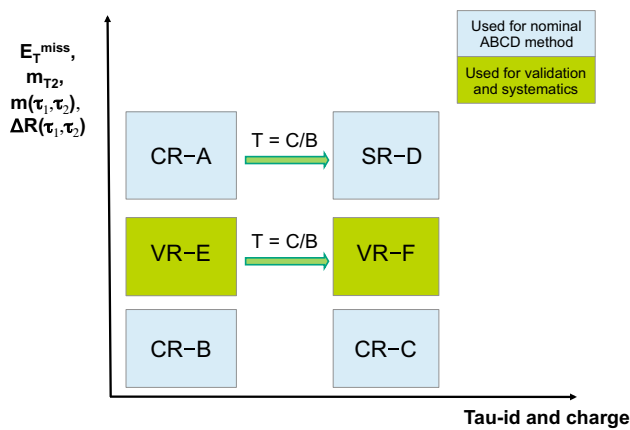 E_T^miss,
m_T2,
m(τ₁,τ₂),
ΔR(τ₁,τ₂)
Used for nominal
ABCD method
Used for validation
and systematics
CR−A
T = C/B
SR−D
VR−E
T = C/B
VR−F
CR−B
CR−C
Tau-id and charge